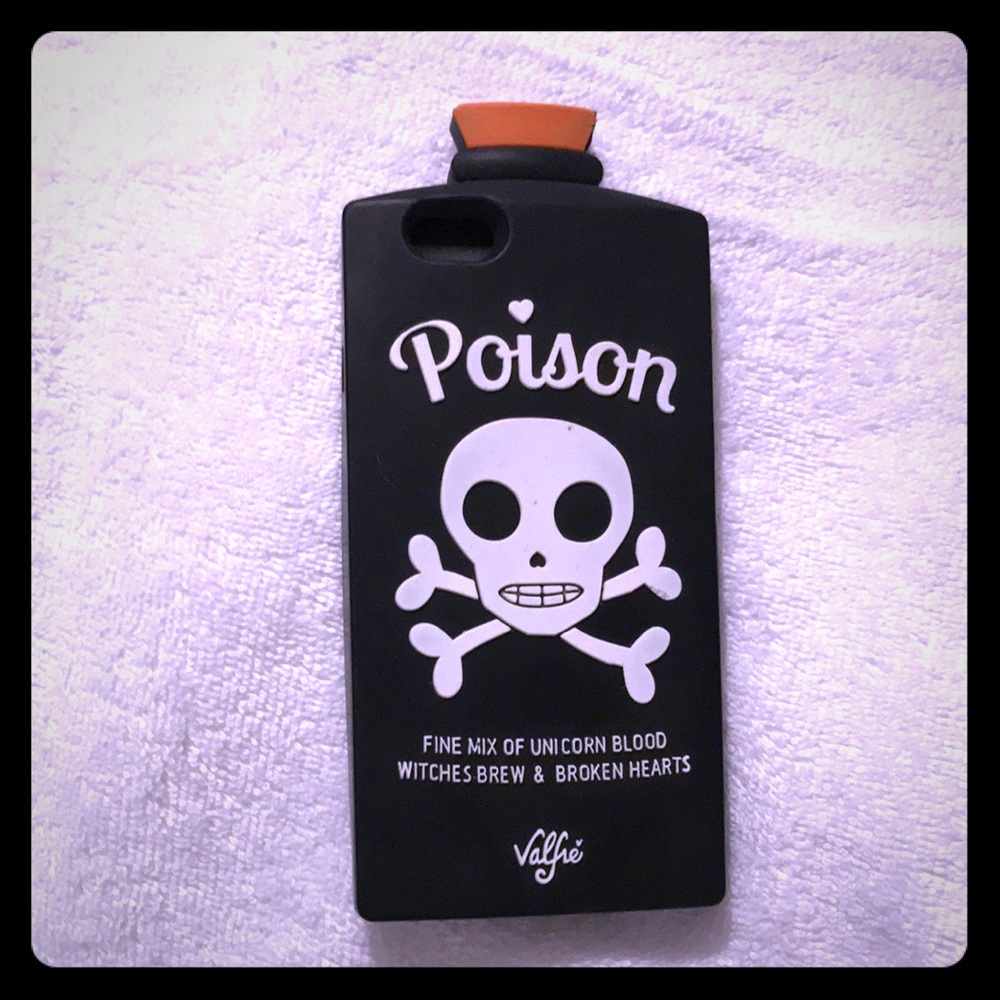 Poison
FINE MIX OF UNICORN BLOOD
WITCHES BREW & BROKEN HEARTS
Valfré